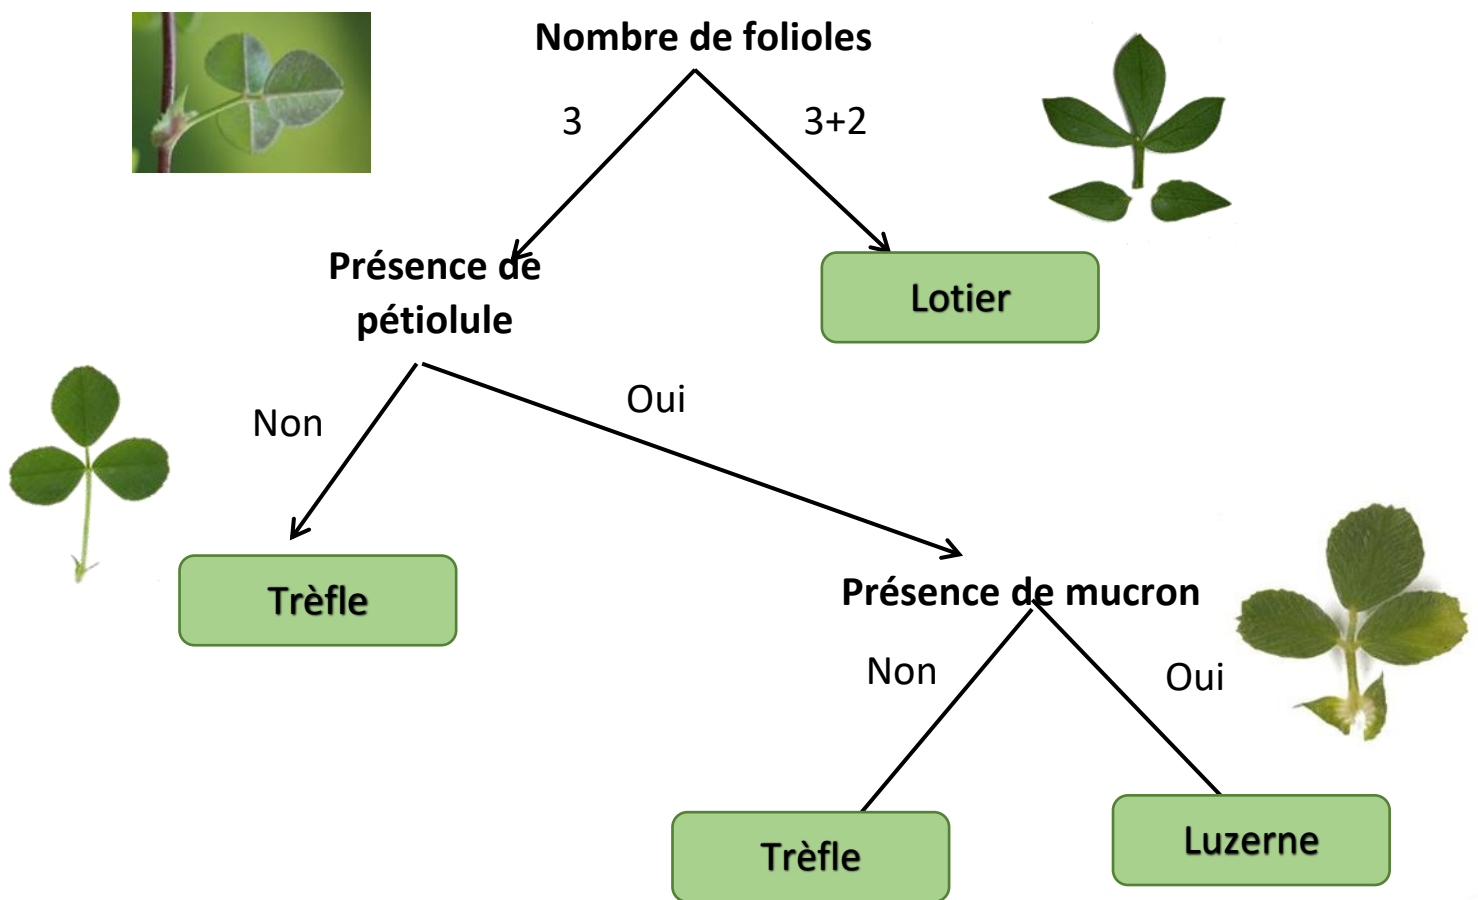 Nombre de folioles
3
3+2
Présence de
pétiolule
Lotier
Non
Oui
Trèfle
Présence de mucron
Non
Oui
Trèfle
Luzerne